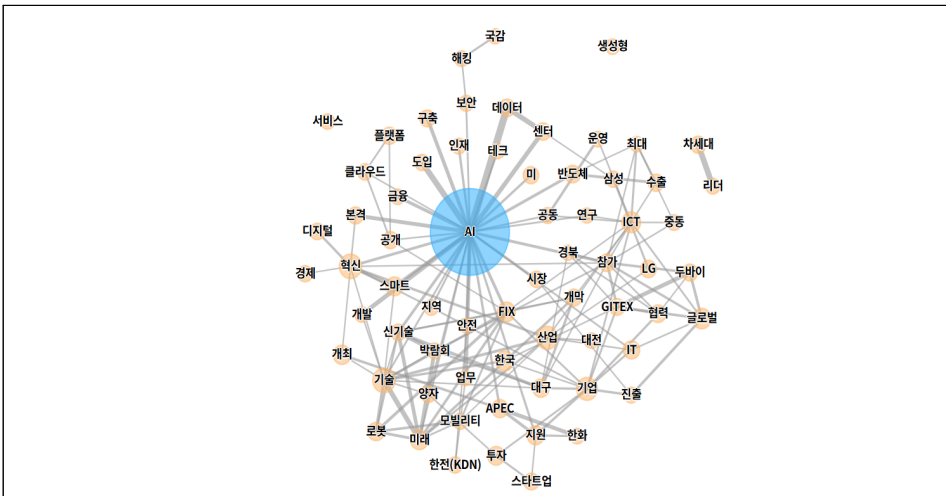 국감
생성형
해킹
보안
데이터
구축
서비스
센터
플랫폼
운영
최대
차세대
인재
테크
도입
클라우드
미
반도체
삼성
수출
리더
금융
본격
공동
연구
ICT
중동
디지털
AI
공개
경북
참가
LG
두바이
혁신
경제
시장
스마트
개막
지역
GITEX
협력
글로벌
개발
FIX
신기술
안전
산업
대전
IT
박람회
개최
한국
기술
업무
대구
기업
진출
양자
APEC
모빌리티
로봇
미래
지원
한화
투자
한전(KDN)
스타트업